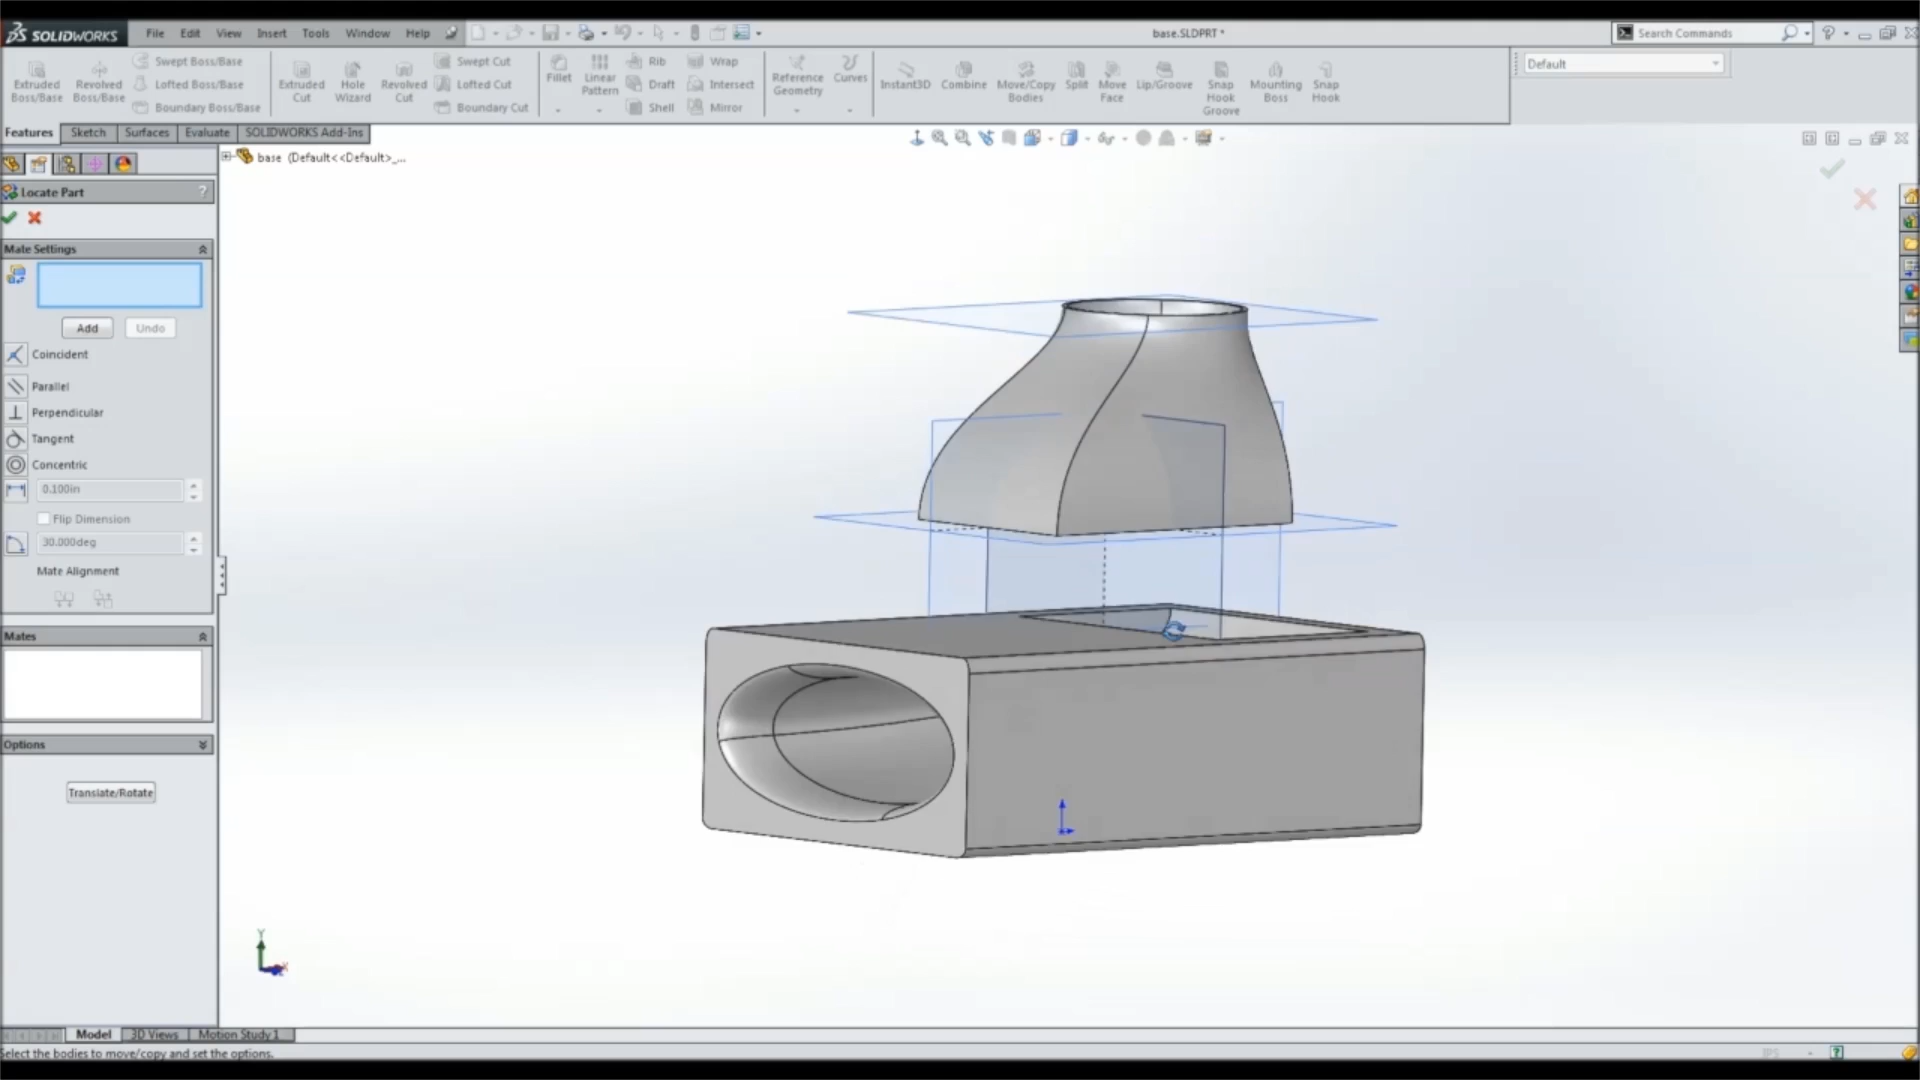 SOLIDWORKS File Edit View Insert Tools Window Help base.SLDPRT * Search Commands
Extruded Boss/Base
Revolved Boss/Base
Swept Boss/Base
Lofted Boss/Base
Boundary Boss/Base
Extruded Cut
Hole Wizard
Revolved Cut
Swept Cut
Lofted Cut
Boundary Cut
Fillet
Linear Pattern
Rib
Draft
Shell
Wrap
Intersect
Mirror
Reference Geometry
Curves
Instant3D
Combine
Move/Copy Bodies
Split
Move Face
Lip/Groove
Snap Hook Groove
Mounting Boss
Snap Hook
Default
Features Sketch Surfaces Evaluate SOLIDWORKS Add-Ins
base (Default<<Default>_...
Locate Part ?
Mate Settings
Add Undo
Coincident
Parallel
Perpendicular
Tangent
Concentric
0.100in
Flip Dimension
30.000deg
Mate Alignment
Mates
Options
Translate/Rotate
Y
X
Model 3D Views Motion Study 1
Select the bodies to move/copy and set the options.
IPS